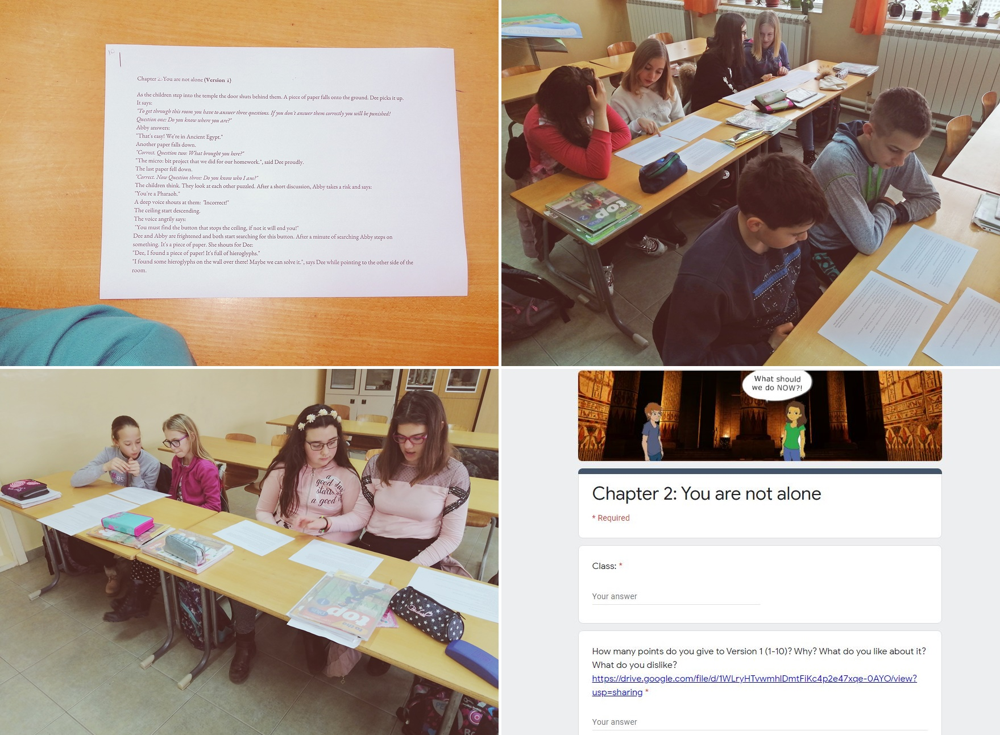 Chapter 2: You are not alone (Version 1)
As the children step into the temple the door shuts behind them. A piece of paper falls onto the ground. Dee picks it up.
It says:
"To get through this room you have to answer three questions. If you don't answer them correctly you will be punished!
Question one: Do you know where you are?"
Abby answers:
"That's easy! We're in Ancient Egypt."
Another paper falls down.
"Correct. Question two: What brought you here?"
"The micro: bit project that we did for our homework.", said Dee proudly.
The last paper fell down.
"Correct. Now Question three: Do you know who I am?"
The children think. They look at each other puzzled. After a short discussion, Abby takes a risk and says:
"You're a Pharaoh."
A deep voice shouts at them: "Incorrect!"
The ceiling start descending.
The voice angrily says:
"You must find the button that stops the ceiling, if not it will end you!"
Dee and Abby are frightened and both start searching for this button. After a minute of searching Abby steps on
something. It's a piece of paper. She shouts for Dee:
"Dee, I found a piece of paper! It's full of hieroglyphs."
"I found some hieroglyphs on the wall over there! Maybe we can solve it.", says Dee while pointing to the other side of the
room.
to the
top
2
#85
a
good day
starts
a good
to the
top
What should
we do NOW?!
Chapter 2: You are not alone
* Required
Class: *
Your answer
How many points do you give to Version 1 (1-10)? Why? What do you like about it?
What do you dislike?
https://drive.google.com/file/d/1WLryHTvwmhlDmtFiKc4p2e47xqe-0AYO/view?
usp=sharing *
Your answer